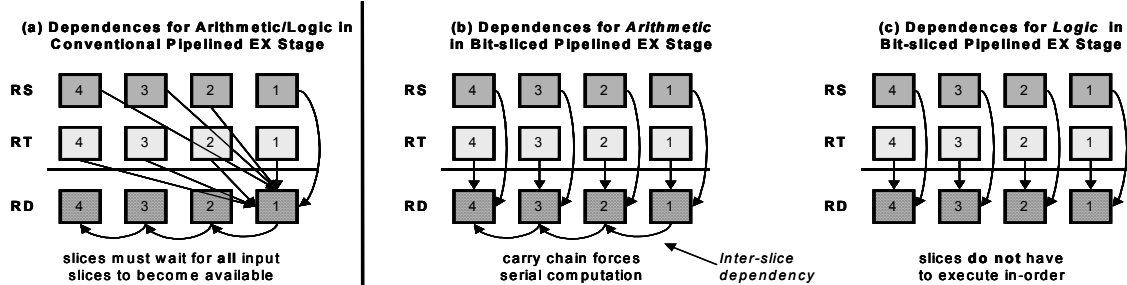 (a) Dependences for Arithmetic/Logic in
Conventional Pipelined EX Stage
RS 4 3 2 1
RT 4 3 2 1
RD 4 3 2 1
slices must wait for all input
slices to become available
(b) Dependences for Arithmetic
in Bit-sliced Pipelined EX Stage
RS 4 3 2 1
RT 4 3 2 1
RD 4 3 2 1
carry chain forces
serial computation
Inter-slice
dependency
(c) Dependences for Logic in
Bit-sliced Pipelined EX Stage
RS 4 3 2 1
RT 4 3 2 1
RD 4 3 2 1
slices do not have
to execute in-order